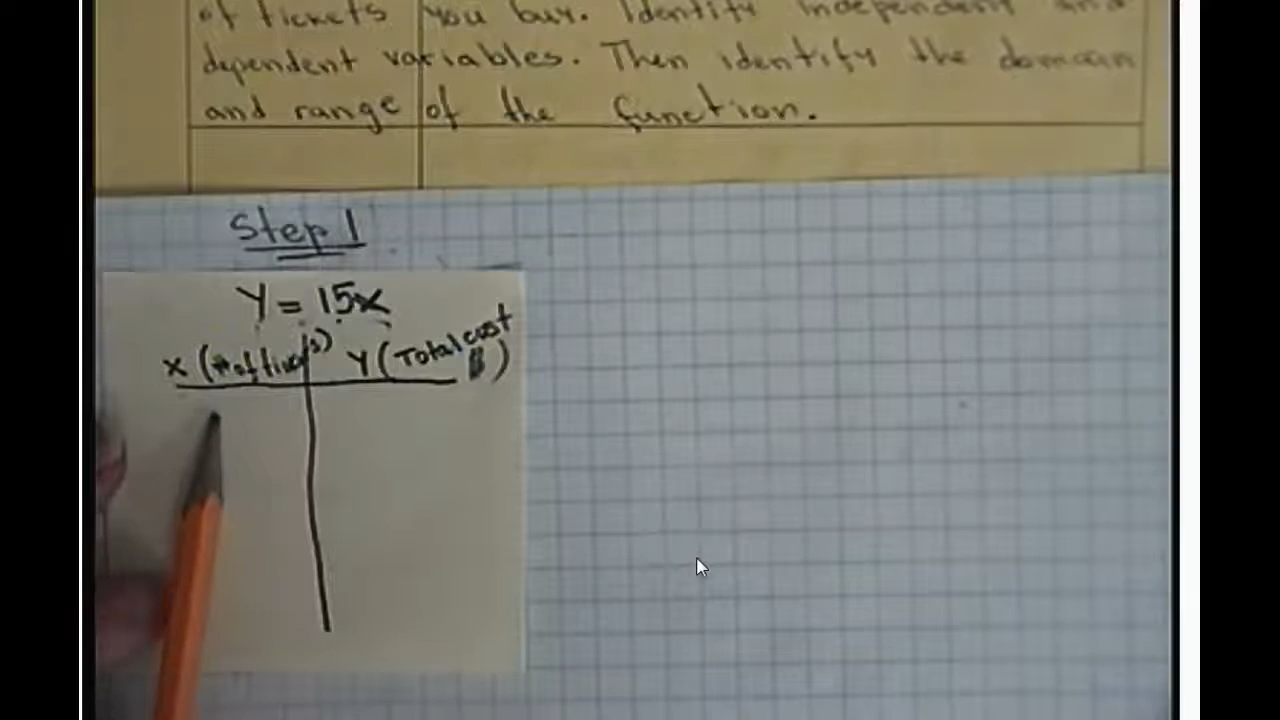 of tickets you buy. Identify independent and
dependent variables. Then identify the domain
and range of the function.
Step 1
Y = 15x
x (# of Y (Total cost
$)